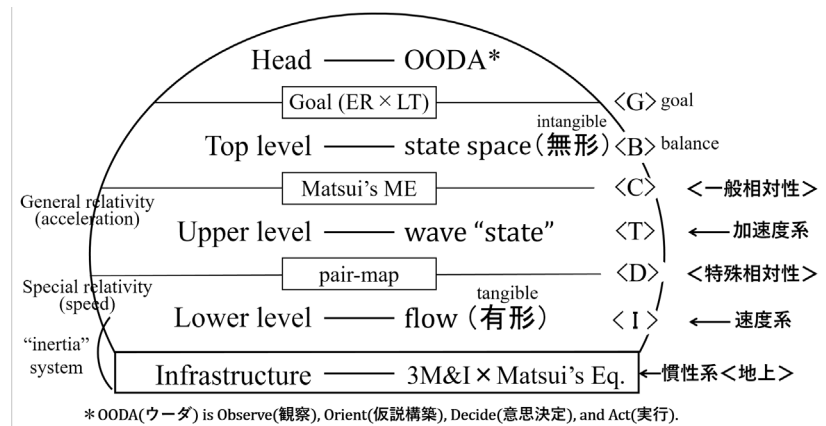 Head — OODA*
Goal (ER×LT) <G> goal
intangible
Top level — state space (無形) <B> balance
Matsui's ME <C> <一般相対性>
General relativity
(acceleration)
Upper level — wave "state" <T> ← 加速度系
pair-map <D> <特殊相対性>
Special relativity
(speed)
tangible
Lower level — flow (有形) <I> ← 速度系
"inertia"
system
Infrastructure — 3M&I×Matsui's Eq. ←慣性系<地上>
*OODA(ウーダ) is Observe(観察), Orient(仮説構築), Decide(意思決定), and Act(実行).